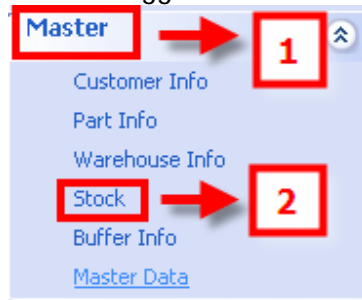 Master
1
Customer Info
Part Info
Warehouse Info
Stock
2
Buffer Info
Master Data